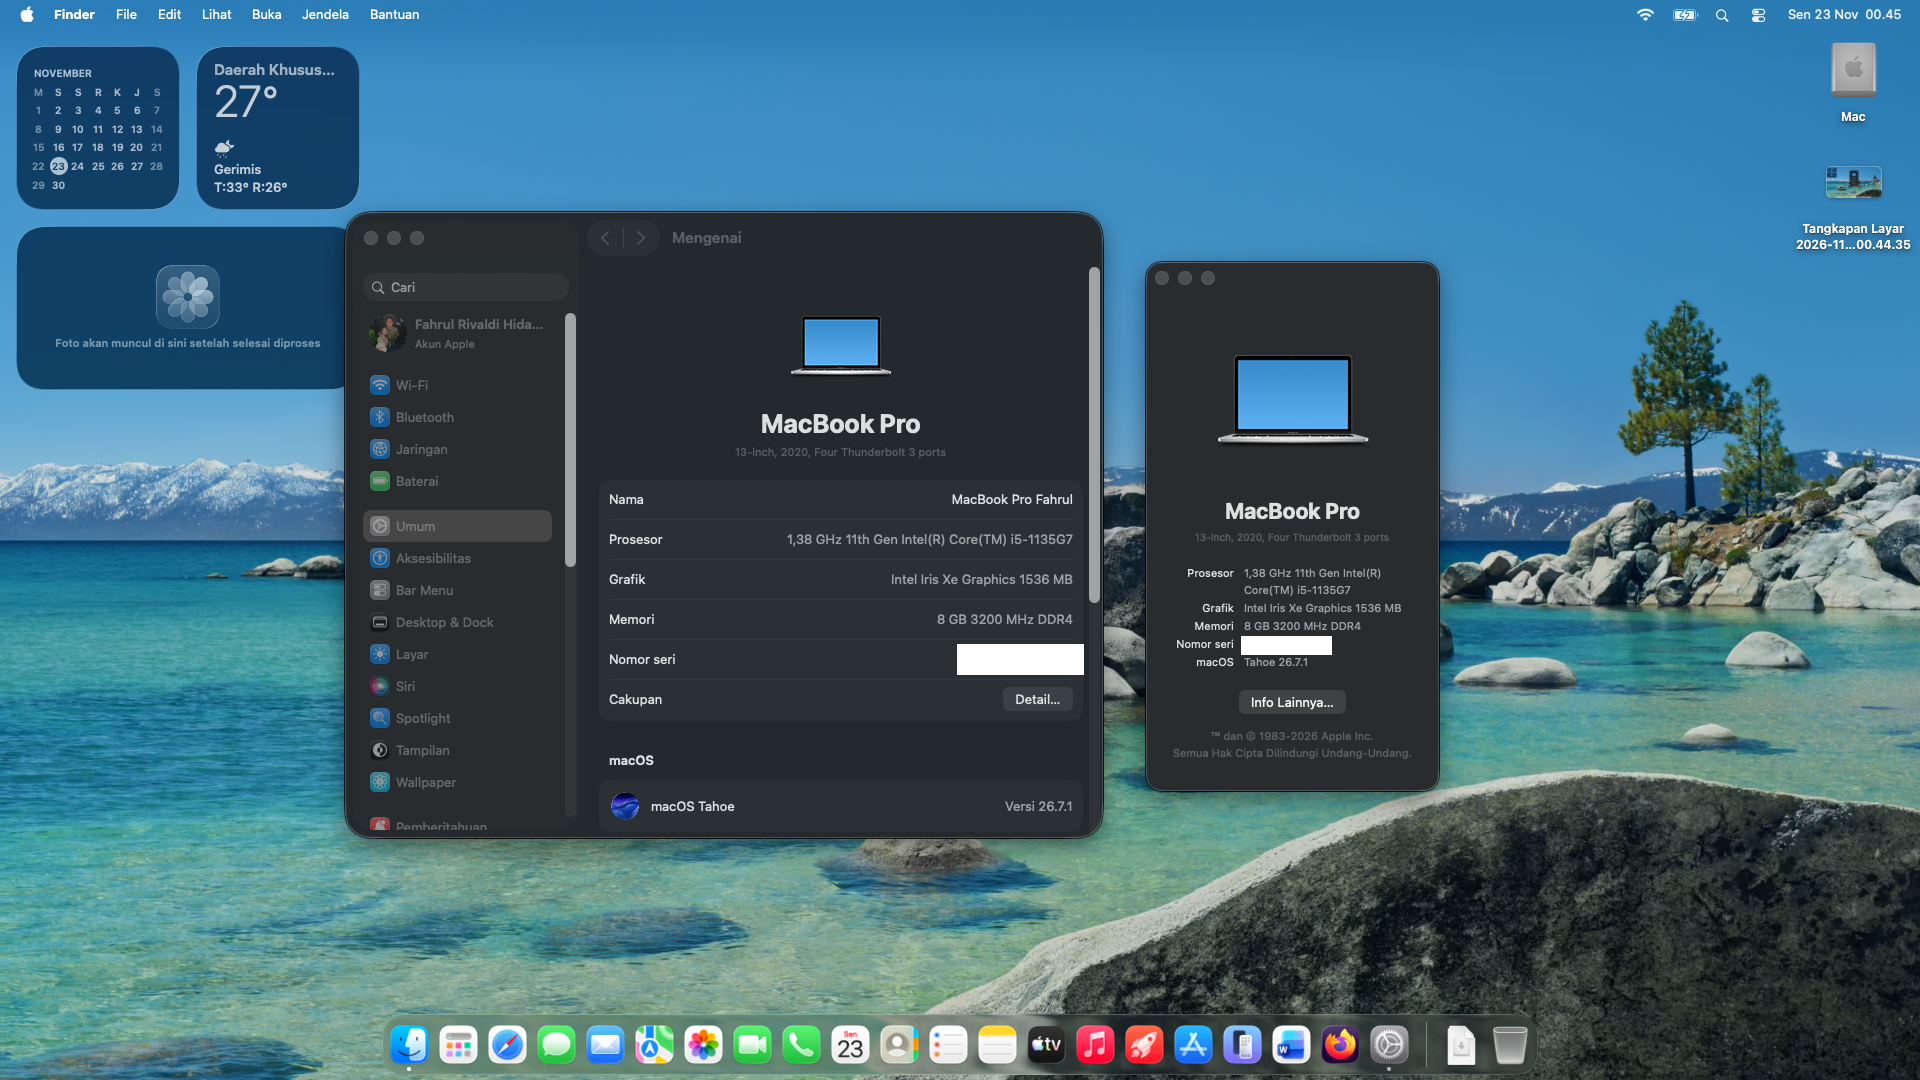 Finder File Edit Lihat Buka Jendela Bantuan
Sen 23 Nov 00.45
NOVEMBER
M S S R K J S
1 2 3 4 5 6 7
8 9 10 11 12 13 14
15 16 17 18 19 20 21
22 23 24 25 26 27 28
29 30
Daerah Khusus...
27°
Gerimis
T:33° R:26°
Foto akan muncul di sini setelah selesai diproses
Mac
Tangkapan Layar
2026-11...00.44.35
Cari
Fahrul Rivaldi Hida...
Akun Apple
Wi-Fi
Bluetooth
Jaringan
Baterai
Umum
Aksesibilitas
Bar Menu
Desktop & Dock
Layar
Siri
Spotlight
Tampilan
Wallpaper
Pemberitahuan
Mengenai
MacBook Pro
13-inch, 2020, Four Thunderbolt 3 ports
Nama MacBook Pro Fahrul
Prosesor 1,38 GHz 11th Gen Intel(R) Core(TM) i5-1135G7
Grafik Intel Iris Xe Graphics 1536 MB
Memori 8 GB 3200 MHz DDR4
Nomor seri
Cakupan Detail...
macOS
macOS Tahoe Versi 26.7.1
MacBook Pro
13-inch, 2020, Four Thunderbolt 3 ports
Prosesor 1,38 GHz 11th Gen Intel(R)
Core(TM) i5-1135G7
Grafik Intel Iris Xe Graphics 1536 MB
Memori 8 GB 3200 MHz DDR4
Nomor seri
macOS Tahoe 26.7.1
Info Lainnya...
™ dan © 1983-2026 Apple Inc.
Semua Hak Cipta Dilindungi Undang-Undang.
Sen
23
tv
W